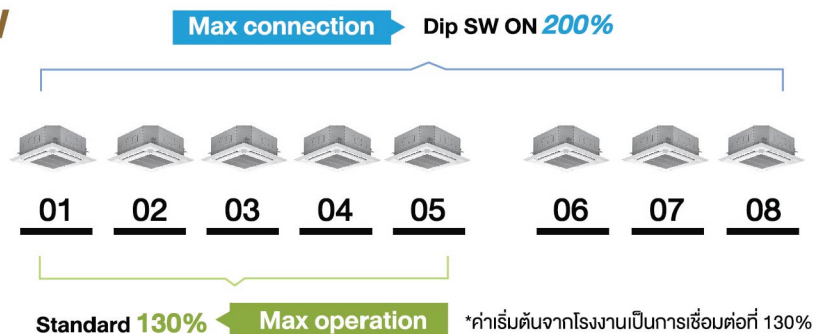 Max connection Dip SW ON 200%
01 02 03 04 05 06 07 08
Standard 130% Max operation *ค่าเริ่มต้นจากโรงงานเป็นการเชื่อมต่อที่ 130%